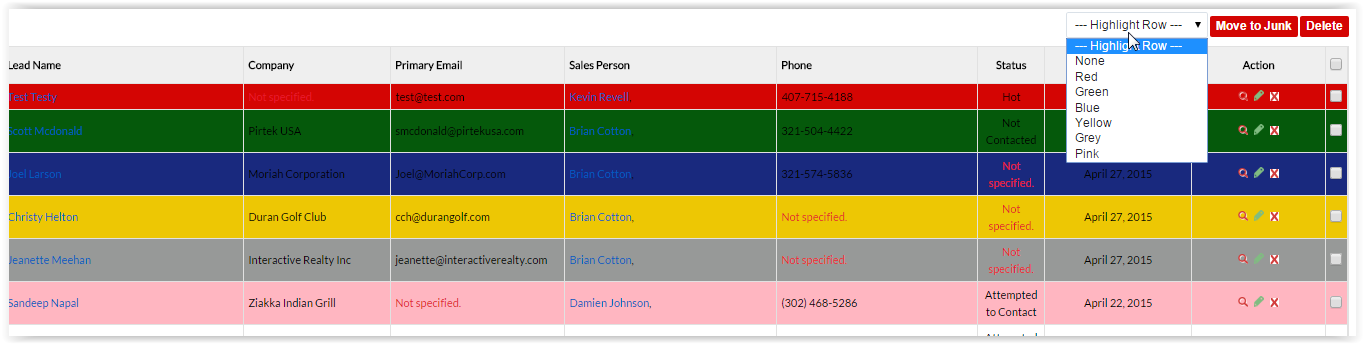 --- Highlight Row --- Move to Junk Delete
--- Highlight Row ---
None
Red
Green
Blue
Yellow
Grey
Pink
Lead Name Company Primary Email Sales Person Phone Status Action
Test Testy Not specified. test@test.com Kevin Revell, 407-715-4188 Hot
Scott Mcdonald Pirtek USA smcdonald@pirtekusa.com Brian Cotton, 321-504-4422 Not
Contacted
Joel Larson Moriah Corporation Joel@MoriahCorp.com Brian Cotton, 321-574-5836 Not
specified. April 27, 2015
Christy Helton Duran Golf Club cch@durangolf.com Brian Cotton, Not specified. Not
specified. April 27, 2015
Jeanette Meehan Interactive Realty Inc jeanette@interactiverealty.com Brian Cotton, Not specified. Not
specified. April 27, 2015
Sandeep Napal Ziakka Indian Grill Not specified. Damien Johnson, (302) 468-5286 Attempted
to Contact April 22, 2015